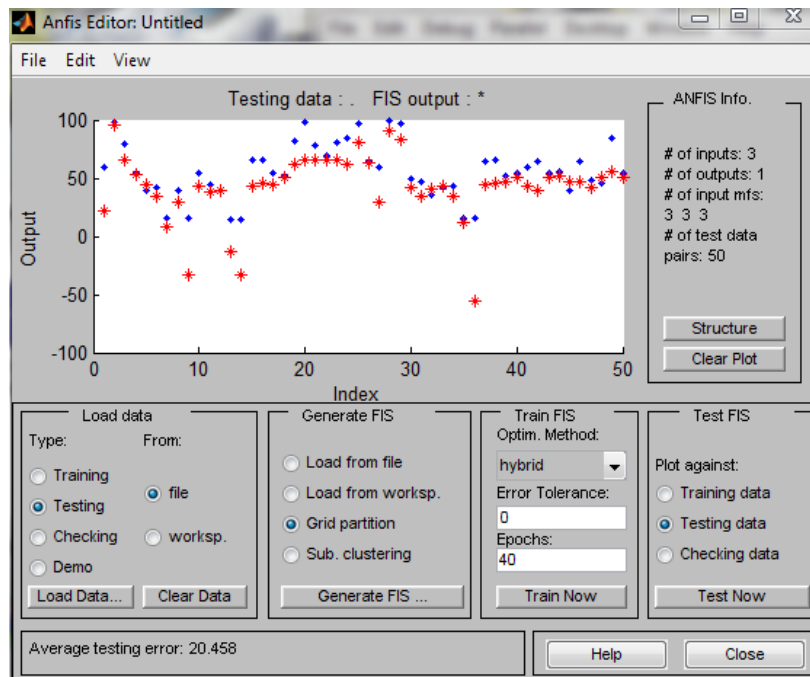 Anfis Editor: Untitled
File Edit View
Testing data : . FIS output : *
100
50
0
-50
-100
Output
0 10 20 30 40 50
Index
ANFIS Info.
# of inputs: 3
# of outputs: 1
# of input mfs:
3 3 3
# of test data
pairs: 50
Structure
Clear Plot
Load data
Type: From:
Training
Testing
Checking
Demo
file
worksp.
Load Data... Clear Data
Generate FIS
Load from file
Load from worksp.
Grid partition
Sub. clustering
Generate FIS ...
Train FIS
Optim. Method:
hybrid
Error Tolerance:
0
Epochs:
40
Train Now
Test FIS
Plot against:
Training data
Testing data
Checking data
Test Now
Average testing error: 20.458
Help Close